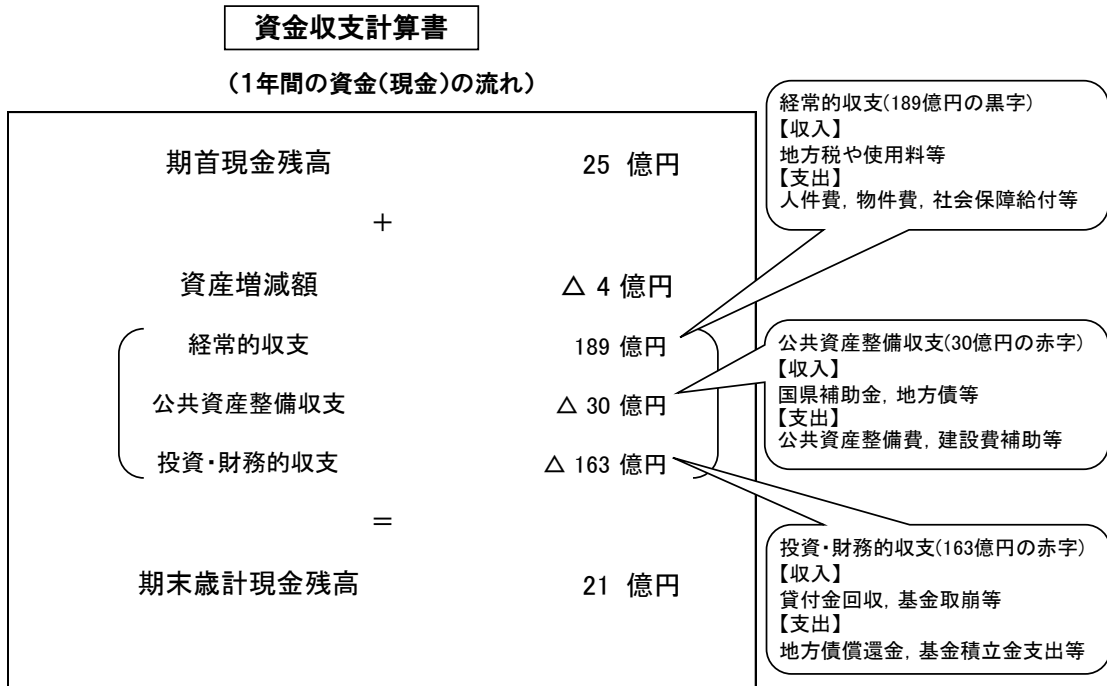 資金収支計算書
（1年間の資金（現金）の流れ）
期首現金残高 25 億円
＋
資産増減額 △ 4 億円
経常的収支 189 億円
公共資産整備収支 △ 30 億円
投資・財務的収支 △ 163 億円
＝
期末歳計現金残高 21 億円
経常的収支(189億円の黒字)
【収入】
地方税や使用料等
【支出】
人件費，物件費，社会保障給付等
公共資産整備収支(30億円の赤字)
【収入】
国県補助金，地方債等
【支出】
公共資産整備費，建設費補助等
投資・財務的収支(163億円の赤字)
【収入】
貸付金回収，基金取崩等
【支出】
地方債償還金，基金積立金支出等